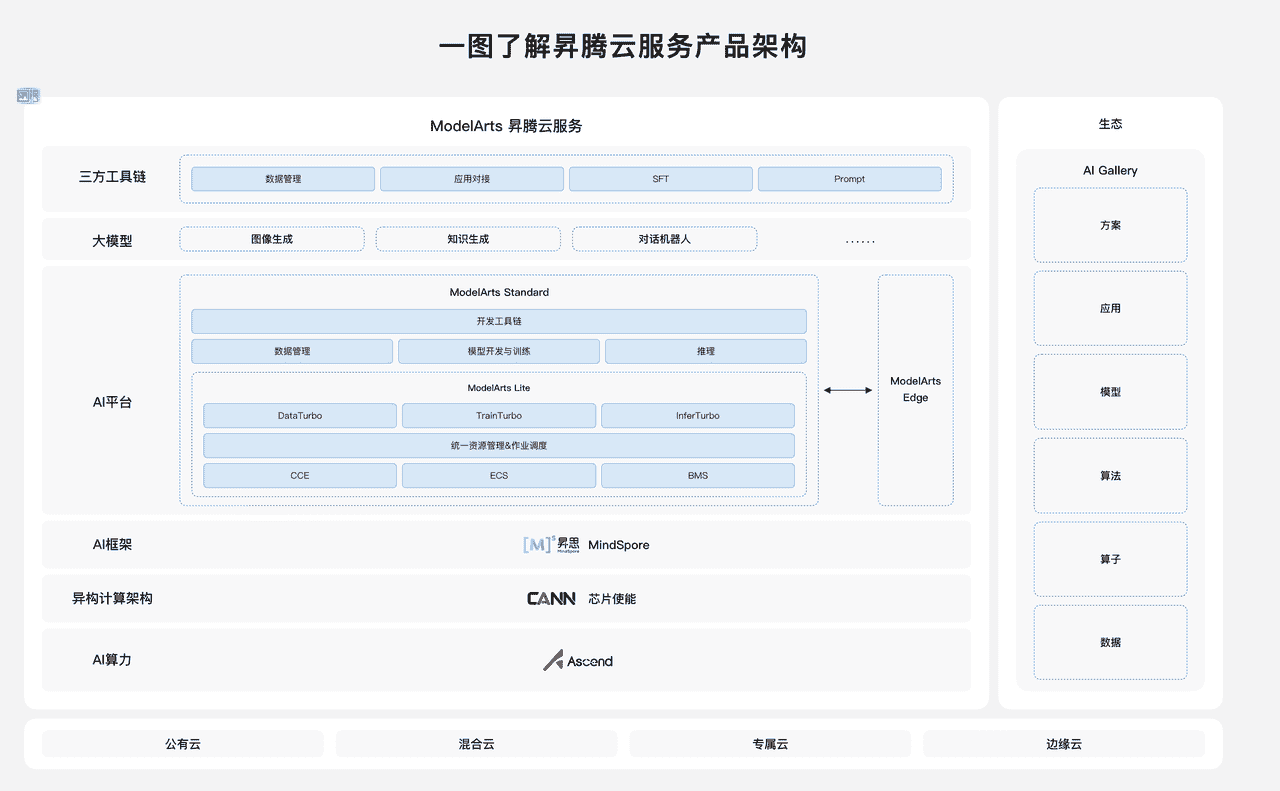 一图了解昇腾云服务产品架构
ModelArts 昇腾云服务
三方工具链
数据管理
应用对接
SFT
Prompt
大模型
图像生成
知识生成
对话机器人
......
AI平台
ModelArts Standard
开发工具链
数据管理
模型开发与训练
推理
ModelArts Lite
DataTurbo
TrainTurbo
InferTurbo
统一资源管理&作业调度
CCE
ECS
BMS
ModelArts
Edge
AI框架
[M]s 昇思
MindSpore
MindSpore
异构计算架构
CANN 芯片使能
AI算力
Ascend
生态
AI Gallery
方案
应用
模型
算法
算子
数据
公有云
混合云
专属云
边缘云